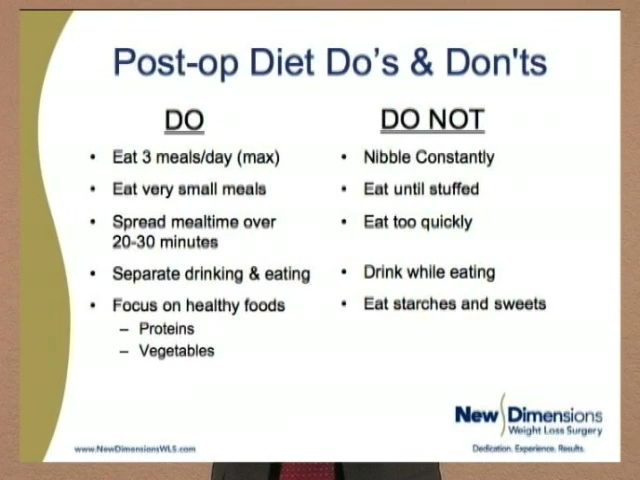 Post-op Diet Do's & Don'ts
DO
• Eat 3 meals/day (max)
• Eat very small meals
• Spread mealtime over
20-30 minutes
• Separate drinking & eating
• Focus on healthy foods
– Proteins
– Vegetables
DO NOT
• Nibble Constantly
• Eat until stuffed
• Eat too quickly
• Drink while eating
• Eat starches and sweets
New Dimensions
Weight Loss Surgery
Dedication. Experience. Results.
www.NewDimensionsWLS.com